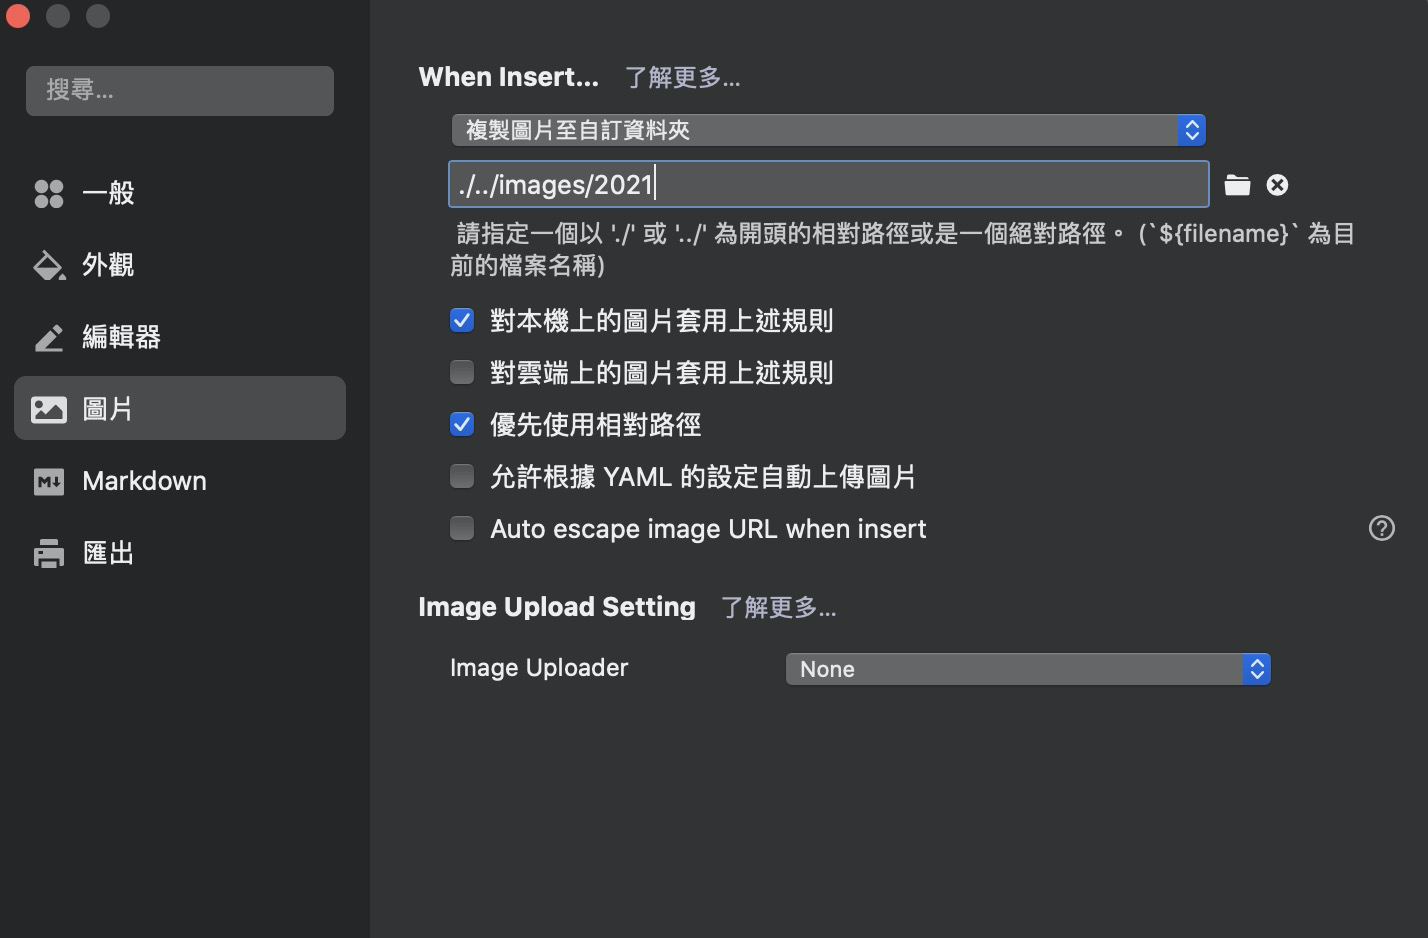 搜尋...
一般
外觀
編輯器
圖片
Markdown
匯出
When Insert... 了解更多...
複製圖片至自訂資料夾
./../images/2021
請指定一個以 './' 或 '../' 為開頭的相對路徑或是一個絕對路徑。 (`${filename}` 為目
前的檔案名稱)
對本機上的圖片套用上述規則
對雲端上的圖片套用上述規則
優先使用相對路徑
允許根據 YAML 的設定自動上傳圖片
Auto escape image URL when insert
Image Upload Setting 了解更多...
Image Uploader None